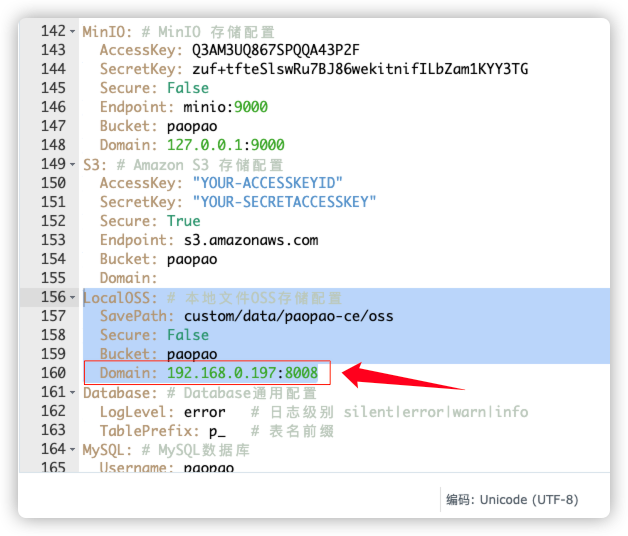 142 MinIO: # MinIO 存储配置
143 AccessKey: Q3AM3UQ867SPQQA43P2F
144 SecretKey: zuf+tfteSlswRu7BJ86wekitnifILbZam1KYY3TG
145 Secure: False
146 Endpoint: minio:9000
147 Bucket: paopao
148 Domain: 127.0.0.1:9000
149 S3: # Amazon S3 存储配置
150 AccessKey: "YOUR-ACCESSKEYID"
151 SecretKey: "YOUR-SECRETACCESSKEY"
152 Secure: True
153 Endpoint: s3.amazonaws.com
154 Bucket: paopao
155 Domain:
156 LocalOSS: # 本地文件OSS存储配置
157 SavePath: custom/data/paopao-ce/oss
158 Secure: False
159 Bucket: paopao
160 Domain: 192.168.0.197:8008
161 Database: # Database通用配置
162 LogLevel: error # 日志级别 silent|error|warn|info
163 TablePrefix: p_ # 表名前缀
164 MySQL: # MySQL数据库
165 Username: paopao
编码: Unicode (UTF-8)